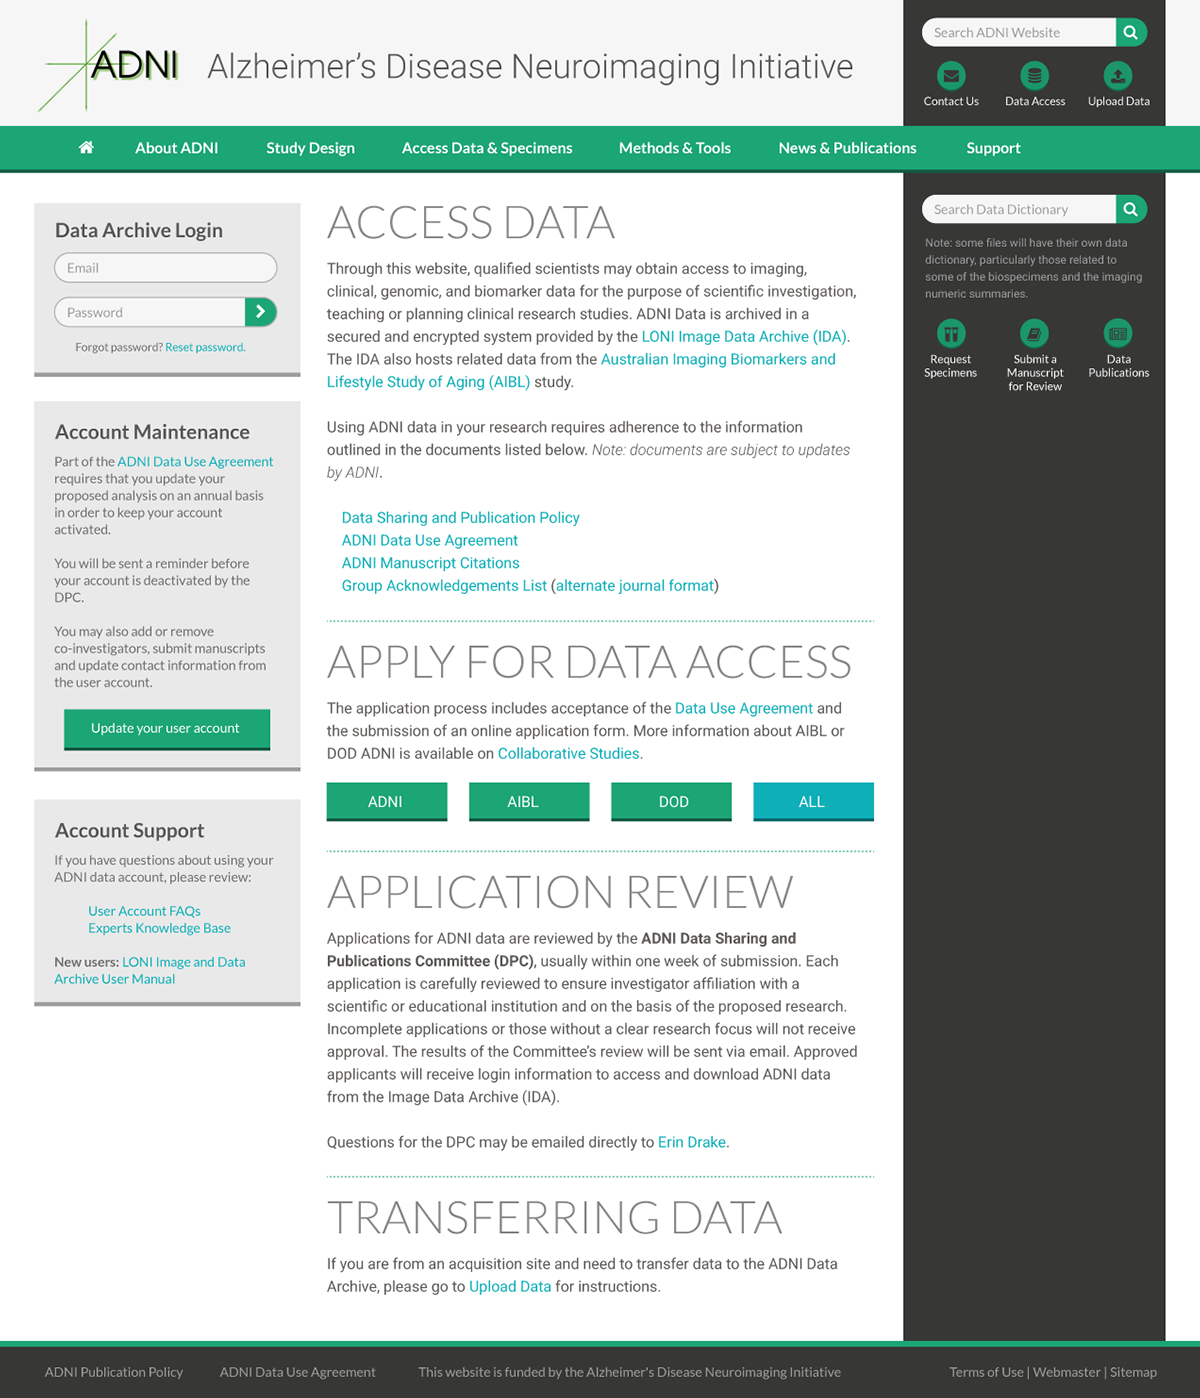 ADNI
Alzheimer's Disease Neuroimaging Initiative
Search ADNI Website
Contact Us
Data Access
Upload Data
About ADNI
Study Design
Access Data & Specimens
Methods & Tools
News & Publications
Support
Data Archive Login
Email
Password
Forgot password? Reset password.
Account Maintenance
Part of the ADNI Data Use Agreement
requires that you update your
proposed analysis on an annual basis
in order to keep your account
activated.
You will be sent a reminder before
your account is deactivated by the
DPC.
You may also add or remove
co-investigators, submit manuscripts
and update contact information from
the user account.
Update your user account
Account Support
If you have questions about using your
ADNI data account, please review:
User Account FAQs
Experts Knowledge Base
New users: LONI Image and Data
Archive User Manual
ACCESS DATA
Through this website, qualified scientists may obtain access to imaging,
clinical, genomic, and biomarker data for the purpose of scientific investigation,
teaching or planning clinical research studies. ADNI Data is archived in a
secured and encrypted system provided by the LONI Image Data Archive (IDA).
The IDA also hosts related data from the Australian Imaging Biomarkers and
Lifestyle Study of Aging (AIBL) study.
Using ADNI data in your research requires adherence to the information
outlined in the documents listed below. Note: documents are subject to updates
by ADNI.
Data Sharing and Publication Policy
ADNI Data Use Agreement
ADNI Manuscript Citations
Group Acknowledgements List (alternate journal format)
APPLY FOR DATA ACCESS
The application process includes acceptance of the Data Use Agreement and
the submission of an online application form. More information about AIBL or
DOD ADNI is available on Collaborative Studies.
ADNI
AIBL
DOD
ALL
APPLICATION REVIEW
Applications for ADNI data are reviewed by the ADNI Data Sharing and
Publications Committee (DPC), usually within one week of submission. Each
application is carefully reviewed to ensure investigator affiliation with a
scientific or educational institution and on the basis of the proposed research.
Incomplete applications or those without a clear research focus will not receive
approval. The results of the Committee's review will be sent via email. Approved
applicants will receive login information to access and download ADNI data
from the Image Data Archive (IDA).
Questions for the DPC may be emailed directly to Erin Drake.
TRANSFERRING DATA
If you are from an acquisition site and need to transfer data to the ADNI Data
Archive, please go to Upload Data for instructions.
Search Data Dictionary
Note: some files will have their own data
dictionary, particularly those related to
some of the biospecimens and the imaging
numeric summaries.
Request
Specimens
Submit a
Manuscript
for Review
Data
Publications
ADNI Publication Policy
ADNI Data Use Agreement
This website is funded by the Alzheimer's Disease Neuroimaging Initiative
Terms of Use | Webmaster | Sitemap